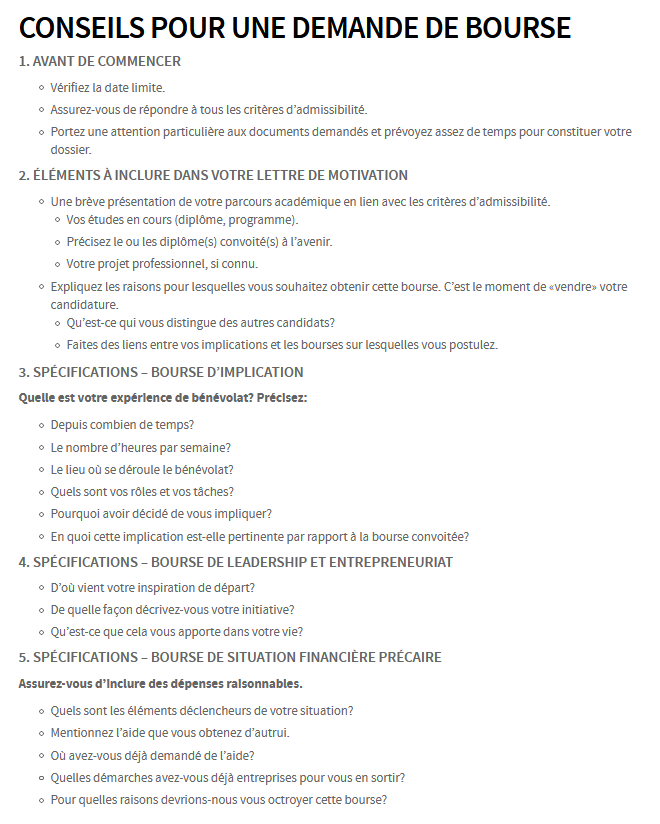 CONSEILS POUR UNE DEMANDE DE BOURSE
1. AVANT DE COMMENCER
Vérifiez la date limite.
Assurez-vous de répondre à tous les critères d’admissibilité.
Portez une attention particulière aux documents demandés et prévoyez assez de temps pour constituer votre
dossier.
2. ÉLÉMENTS À INCLURE DANS VOTRE LETTRE DE MOTIVATION
Une brève présentation de votre parcours académique en lien avec les critères d’admissibilité.
Vos études en cours (diplôme, programme).
Précisez le ou les diplôme(s) convoité(s) à l’avenir.
Votre projet professionnel, si connu.
Expliquez les raisons pour lesquelles vous souhaitez obtenir cette bourse. C’est le moment de «vendre» votre
candidature.
Qu’est-ce qui vous distingue des autres candidats?
Faites des liens entre vos implications et les bourses sur lesquelles vous postulez.
3. SPÉCIFICATIONS – BOURSE D’IMPLICATION
Quelle est votre expérience de bénévolat? Précisez:
Depuis combien de temps?
Le nombre d’heures par semaine?
Le lieu où se déroule le bénévolat?
Quels sont vos rôles et vos tâches?
Pourquoi avoir décidé de vous impliquer?
En quoi cette implication est-elle pertinente par rapport à la bourse convoitée?
4. SPÉCIFICATIONS – BOURSE DE LEADERSHIP ET ENTREPRENEURIAT
D’où vient votre inspiration de départ?
De quelle façon décrivez-vous votre initiative?
Qu’est-ce que cela vous apporte dans votre vie?
5. SPÉCIFICATIONS – BOURSE DE SITUATION FINANCIÈRE PRÉCAIRE
Assurez-vous d’inclure des dépenses raisonnables.
Quels sont les éléments déclencheurs de votre situation?
Mentionnez l’aide que vous obtenez d’autrui.
Où avez-vous déjà demandé de l’aide?
Quelles démarches avez-vous déjà entreprises pour vous en sortir?
Pour quelles raisons devrions-nous vous octroyer cette bourse?